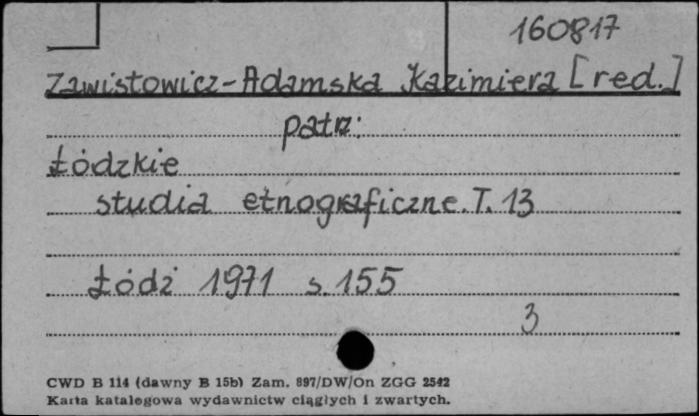 160817
Zawistowicz-Adamska Kazimiera [red.]
patrz:
Łódzkie
studia etnograficzne. T. 13
Łódź 1971 s. 155
3
CWD B 114 (dawny B 15b) Zam. 897/DW/On ZGG 2542
Karta katalogowa wydawnictw ciągłych i zwartych.